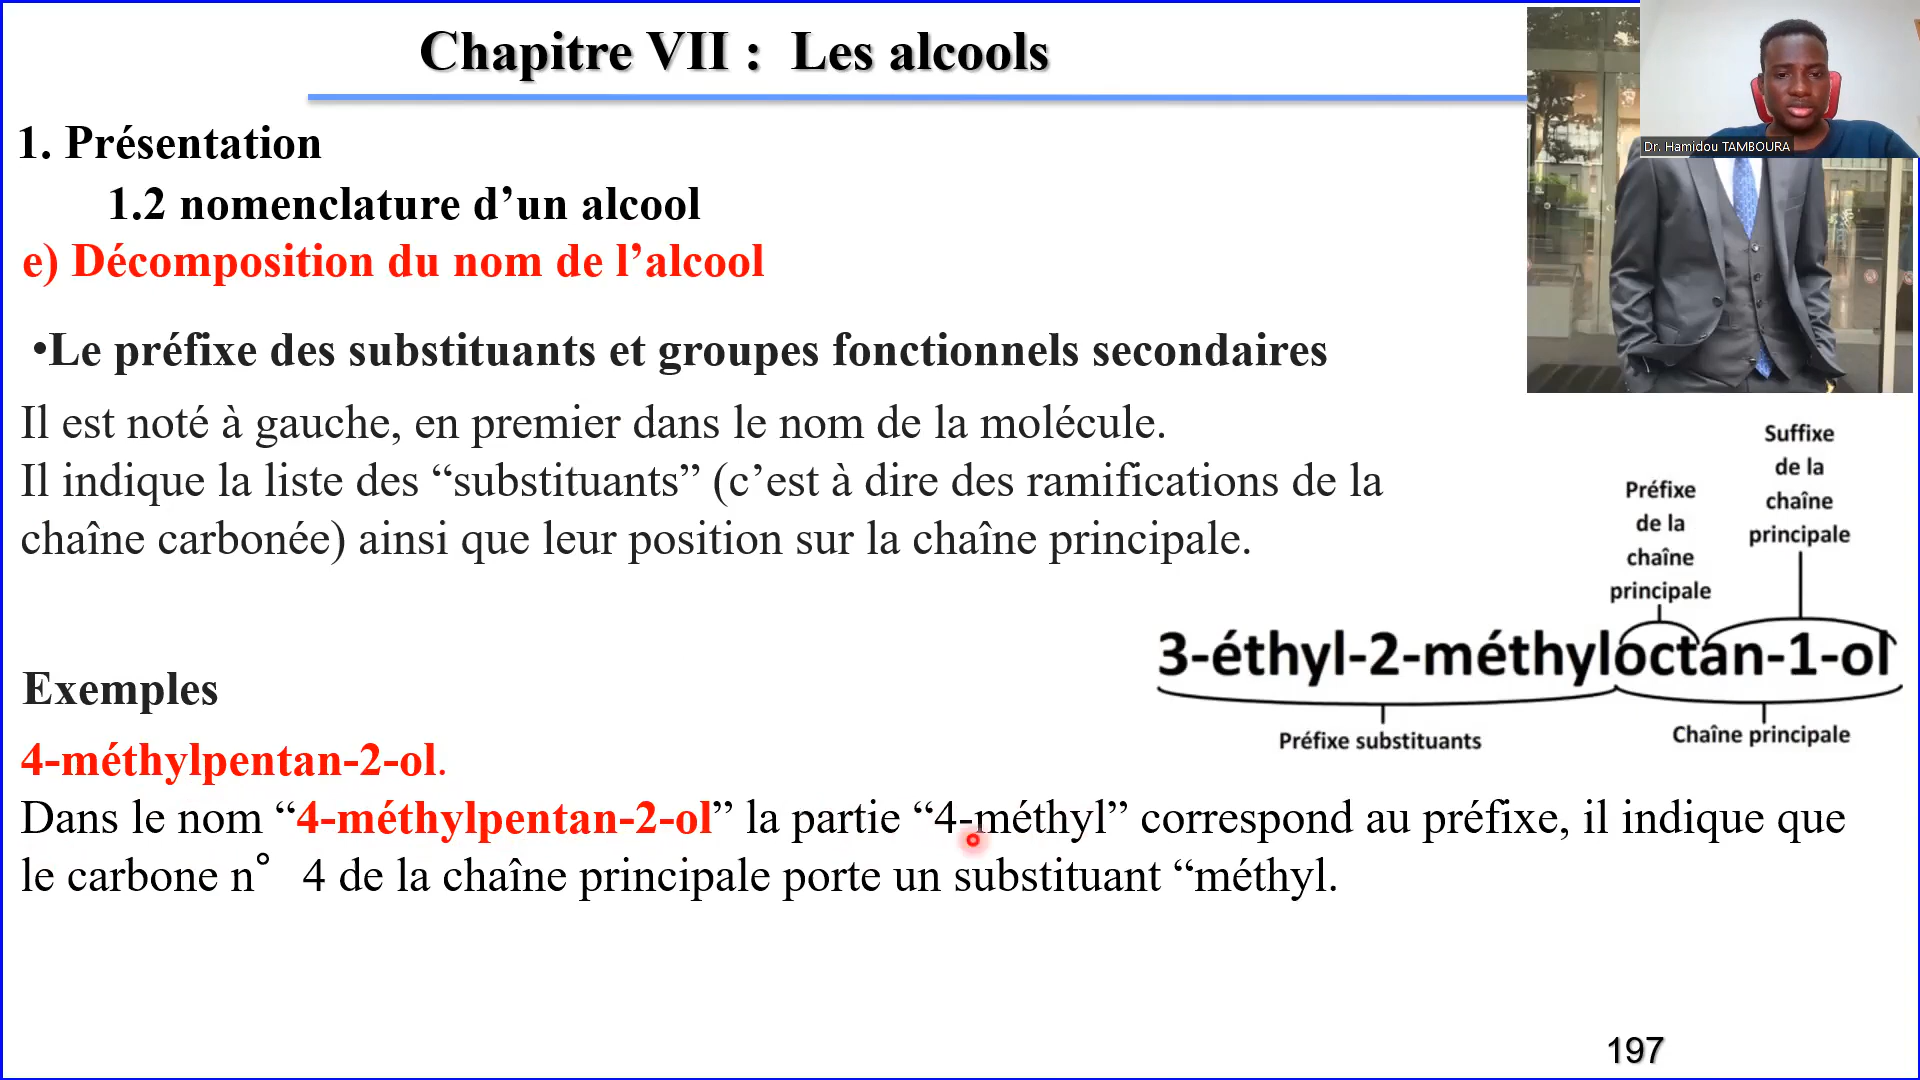 Chapitre VII :  Les alcools
Dr. Hamidou TAMBOURA
1. Présentation
1.2 nomenclature d’un alcool
e) Décomposition du nom de l’alcool
•Le préfixe des substituants et groupes fonctionnels secondaires
Il est noté à gauche, en premier dans le nom de la molécule.
Il indique la liste des “substituants” (c’est à dire des ramifications de la
chaîne carbonée) ainsi que leur position sur la chaîne principale.
Suffixe
de la
chaîne
principale
Préfixe
de la
chaîne
principale
3-éthyl-2-méthyloctan-1-ol
Préfixe substituants
Chaîne principale
Exemples
4-méthylpentan-2-ol.
Dans le nom “4-méthylpentan-2-ol” la partie “4-méthyl” correspond au préfixe, il indique que
le carbone n° 4 de la chaîne principale porte un substituant “méthyl.
197